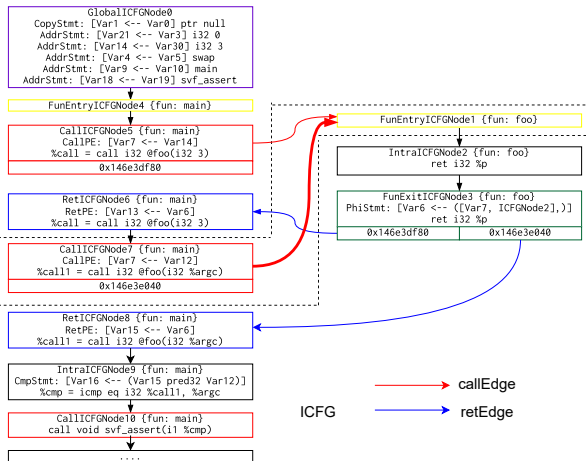 GlobalICFGNode0
CopyStmt: [Var1 <-- Var0] ptr null
AddrStmt: [Var21 <-- Var3] i32 0
AddrStmt: [Var14 <-- Var30] i32 3
AddrStmt: [Var4 <-- Var5] swap
AddrStmt: [Var9 <-- Var10] main
AddrStmt: [Var18 <-- Var19] svf_assert
FunEntryICFGNode4 {fun: main}
CallICFGNode5 {fun: main}
CallPE: [Var7 <-- Var14]
%call = call i32 @foo(i32 3)
0x146e3df80
RetICFGNode6 {fun: main}
RetPE: [Var13 <-- Var6]
%call = call i32 @foo(i32 3)
CallICFGNode7 {fun: main}
CallPE: [Var7 <-- Var12]
%call1 = call i32 @foo(i32 %argc)
0x146e3e040
RetICFGNode8 {fun: main}
RetPE: [Var15 <-- Var6]
%call1 = call i32 @foo(i32 %argc)
IntraICFGNode9 {fun: main}
CmpStmt: [Var16 <-- (Var15 pred32 Var12)]
%cmp = icmp eq i32 %call1, %argc
CallICFGNode10 {fun: main}
call void svf_assert(i1 %cmp)
....
FunEntryICFGNode1 {fun: foo}
IntraICFGNode2 {fun: foo}
ret i32 %p
FunExitICFGNode3 {fun: foo}
PhiStmt: [Var6 <-- ([Var7, ICFGNode2],)]
ret i32 %p
0x146e3df80 0x146e3e040
ICFG
callEdge
retEdge